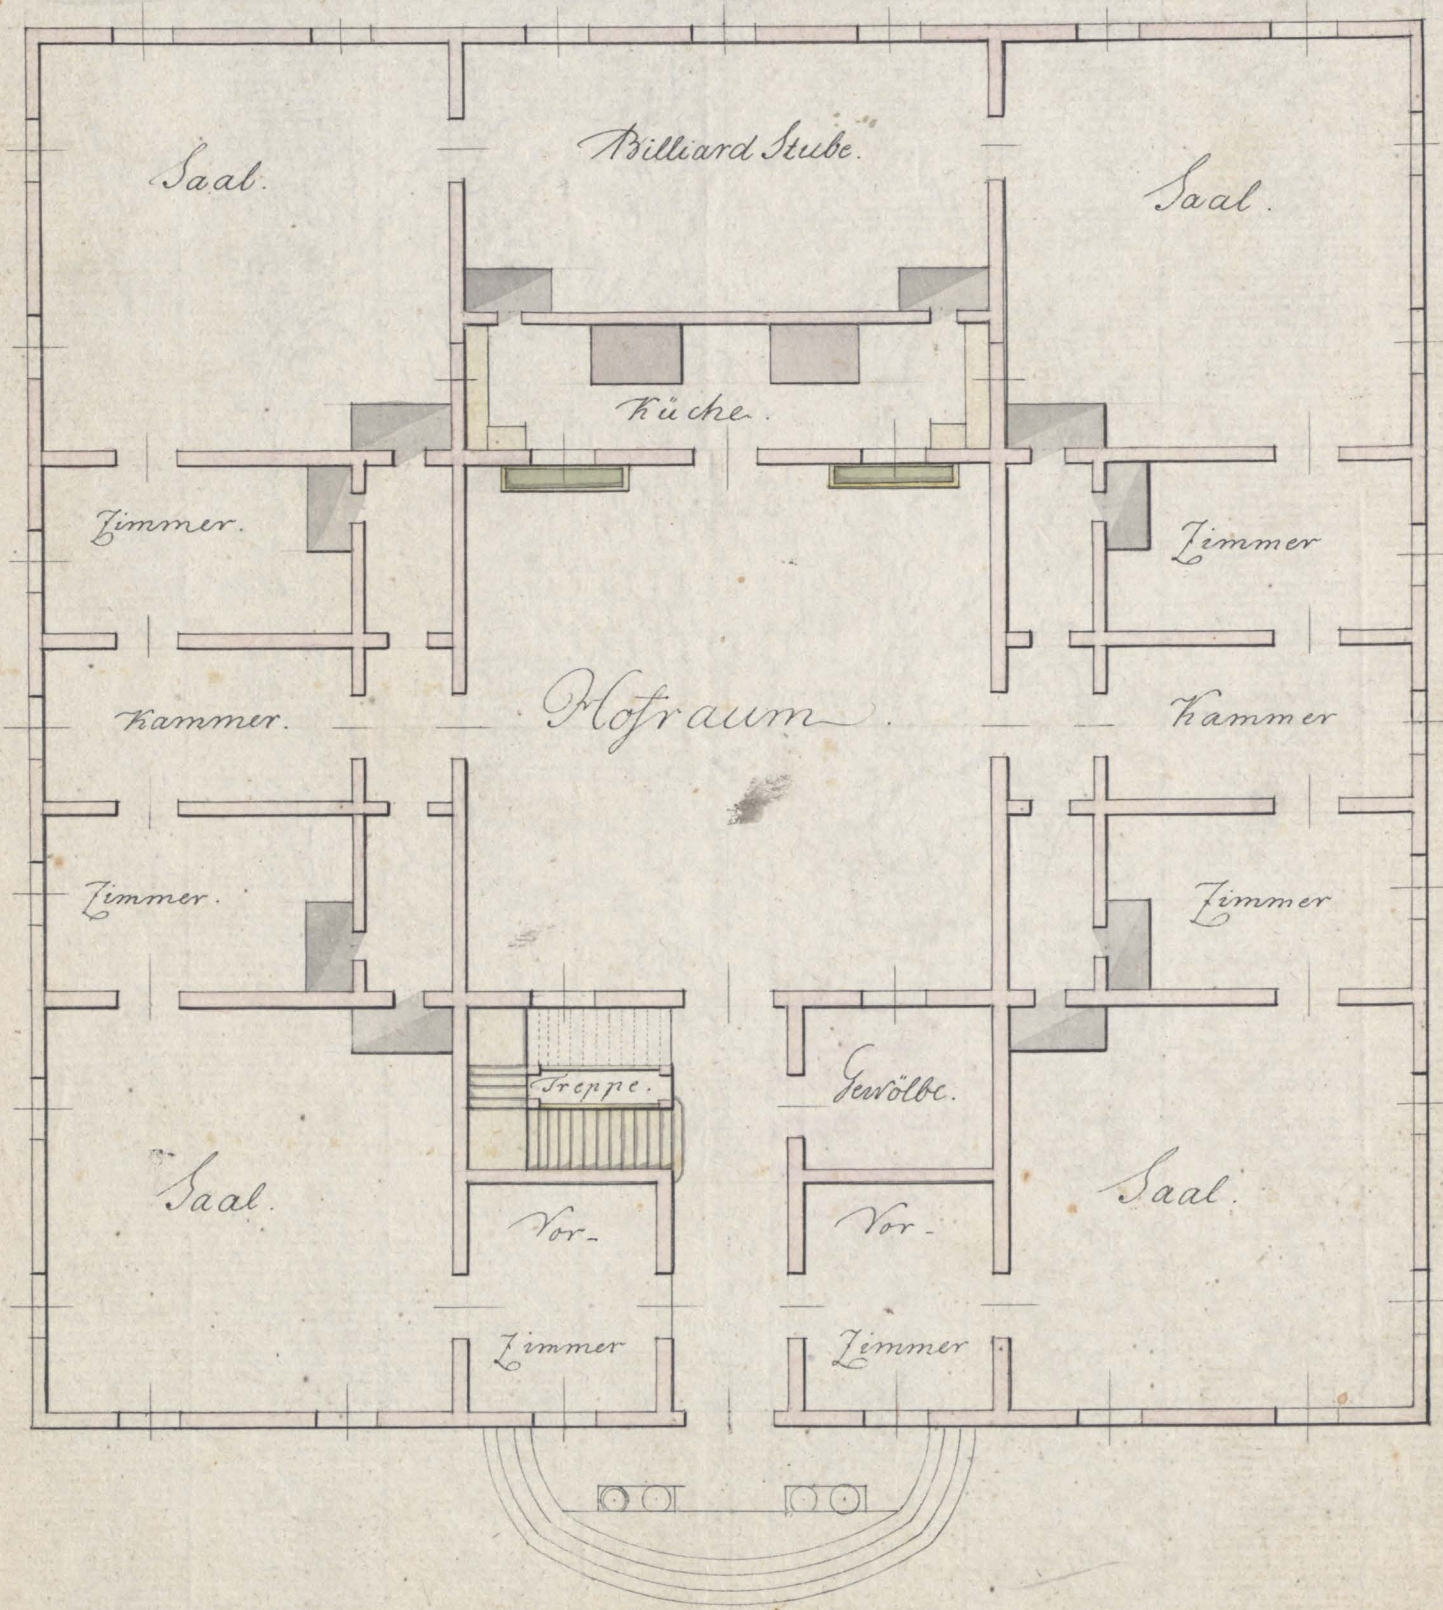 Billiard Stube.
Saal.
Saal.
Küche.
Zimmer.
Zimmer
Kammer.
Hofraum.
Kammer
Zimmer.
Zimmer
Treppe.
Gewölbe.
Saal.
Vor-
Zimmer
Vor-
Zimmer
Saal.